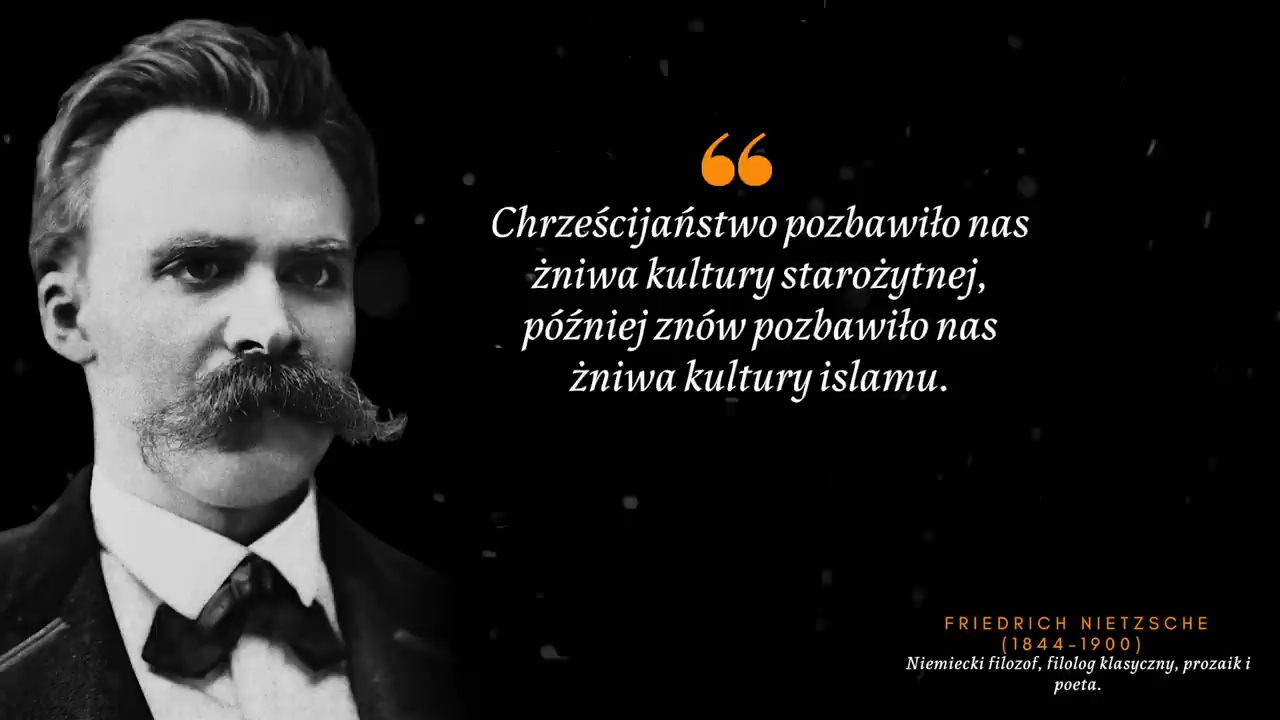 Chrześcijaństwo pozbawiło nas
żniwa kultury starożytnej,
później znów pozbawiło nas
żniwa kultury islamu.
FRIEDRICH NIETZSCHE
(1844-1900)
Niemiecki filozof, filolog klasyczny, prozaik i
poeta.